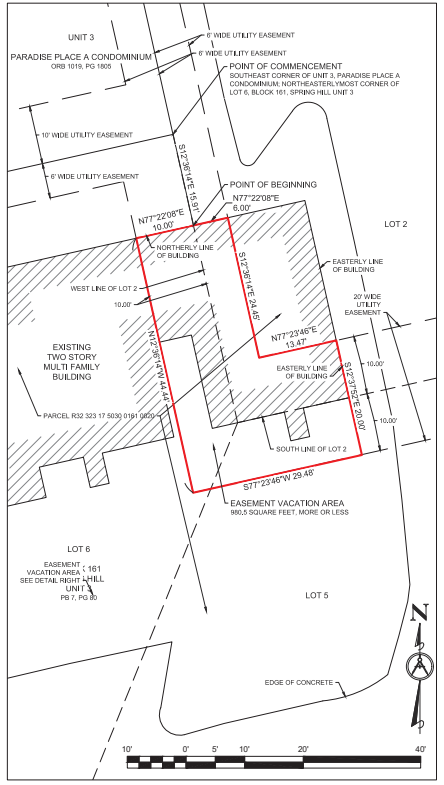 UNIT 3
PARADISE PLACE A CONDOMINIUM
ORB 1019, PG 1805
6' WIDE UTILITY EASEMENT
6' WIDE UTILITY EASEMENT
POINT OF COMMENCEMENT
SOUTHEAST CORNER OF UNIT 3, PARADISE PLACE A
CONDOMINIUM; NORTHEASTERLYMOST CORNER OF
LOT 6, BLOCK 161, SPRING HILL UNIT 3
10' WIDE UTILITY EASEMENT
6' WIDE UTILITY EASEMENT
S12°36'14"E 15.91'
POINT OF BEGINNING
N77°22'08"E
6.00'
N77°22'08"E
10.00'
LOT 2
NORTHERLY LINE
OF BUILDING
S12°36'14"E 24.45'
EASTERLY LINE
OF BUILDING
WEST LINE OF LOT 2
10.00'
20' WIDE
UTILITY
EASEMENT
N77°23'46"E
13.47'
EXISTING
TWO STORY
MULTI FAMILY
BUILDING
N12°36'14"W 44.44'
EASTERLY LINE
OF BUILDING
S12°37'52"E 20.00'
10.00'
10.00'
PARCEL R32 323 17 5030 0161 0020
SOUTH LINE OF LOT 2
S77°23'46"W 29.48'
EASEMENT VACATION AREA
980.5 SQUARE FEET, MORE OR LESS
LOT 6
EASEMENT
VACATION AREA
161
SEE DETAIL RIGHT
HILL
UNIT 3
PB 7, PG 80
LOT 5
N
EDGE OF CONCRETE
10' 0' 5' 10' 20' 40'